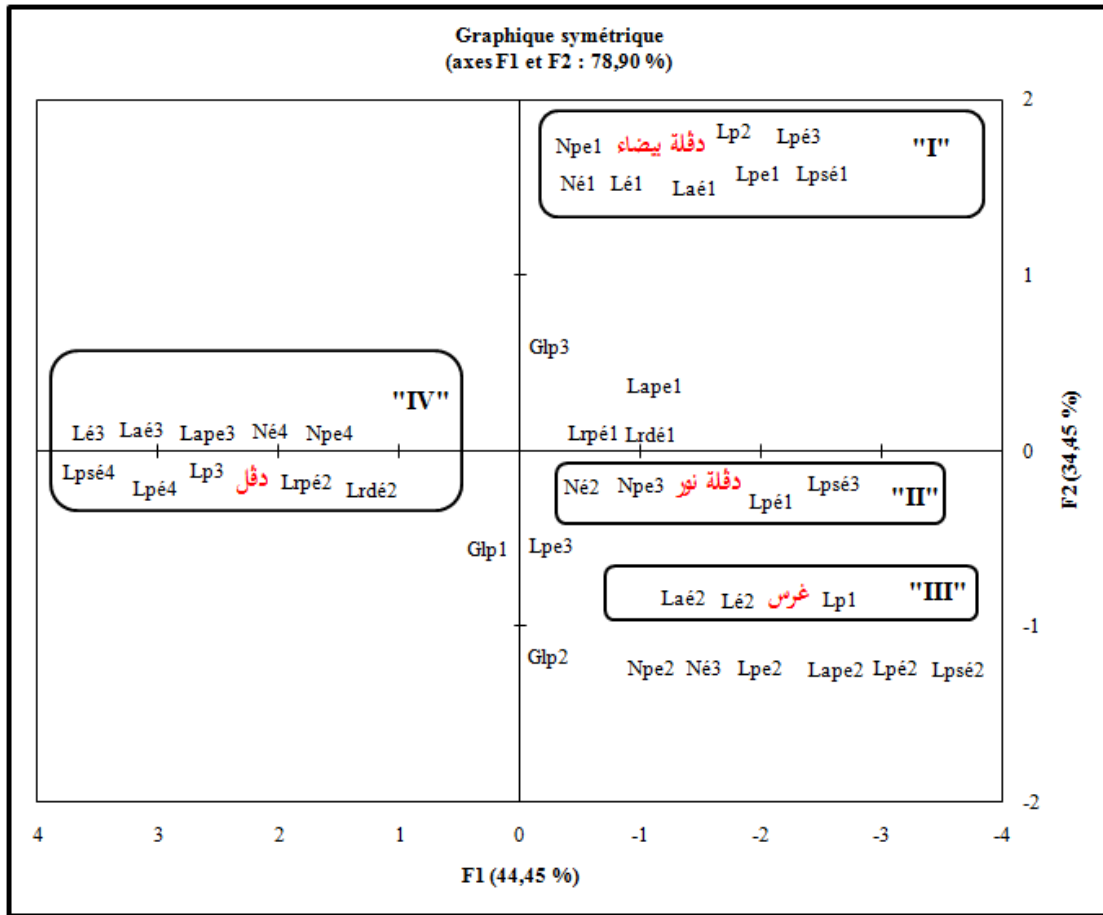 Graphique symétrique
(axes F1 et F2 : 78,90 %)
Npe1 دڨلة بيضاء Lp2 Lpé3 "I"
Né1 Lé1 Laé1 Lpe1 Lpsé1
Glp3
Lape1
"IV"
Lé3 Laé3 Lape3 Né4 Npe4
Lrpé1 Lrdé1
Lpsé4 Lpé4 Lp3 دڨل Lrpé2 Lrdé2
Né2 Npe3 دڨلة نور Lpé1 Lpsé3 "II"
Glp1 Lpe3
Laé2 Lé2 غرس Lp1 "III"
Glp2
Npe2 Né3 Lpe2 Lape2 Lpé2 Lpsé2
2
1
0
-1
-2
F2 (34,45 %)
4 3 2 1 0 -1 -2 -3 -4
F1 (44,45 %)